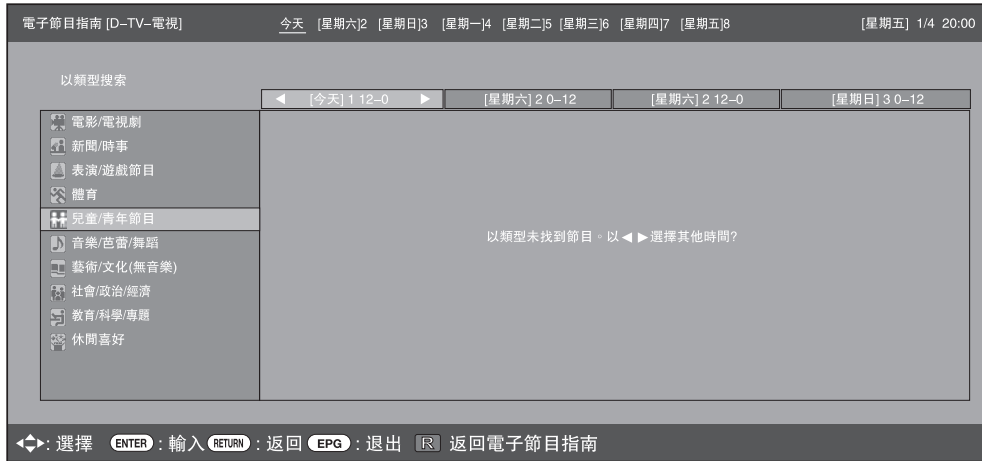 電子節目指南 [D–TV–電視] 今天 [星期六]2 [星期日]3 [星期一]4 [星期二]5 [星期三]6 [星期四]7 [星期五]8 [星期五] 1/4 20:00
以類型搜索
◀ [今天] 1 12–0 ▶ [星期六] 2 0–12 [星期六] 2 12–0 [星期日] 3 0–12
電影/電視劇
新聞/時事
表演/遊戲節目
體育
兒童/青年節目
音樂/芭蕾/舞蹈
藝術/文化(無音樂)
社會/政治/經濟
教育/科學/專題
休閒喜好
以類型未找到節目。以◀ ▶選擇其他時間?
: 選擇 ENTER : 輸入 RETURN : 返回 EPG : 退出 R 返回電子節目指南